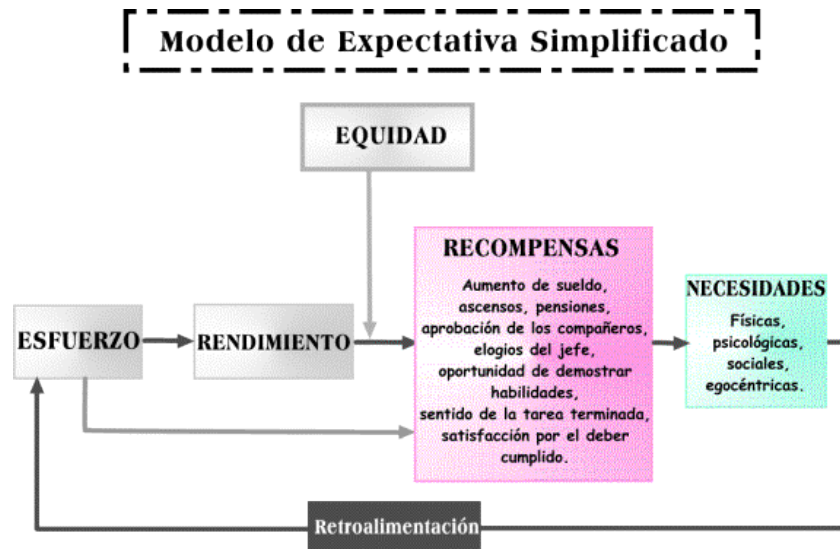 Modelo de Expectativa Simplificado
EQUIDAD
ESFUERZO
RENDIMIENTO
RECOMPENSAS
Aumento de sueldo,
ascensos, pensiones,
aprobación de los compañeros,
elogios del jefe,
oportunidad de demostrar
habilidades,
sentido de la tarea terminada,
satisfacción por el deber
cumplido.
NECESIDADES
Físicas,
psicológicas,
sociales,
egocéntricas.
Retroalimentación